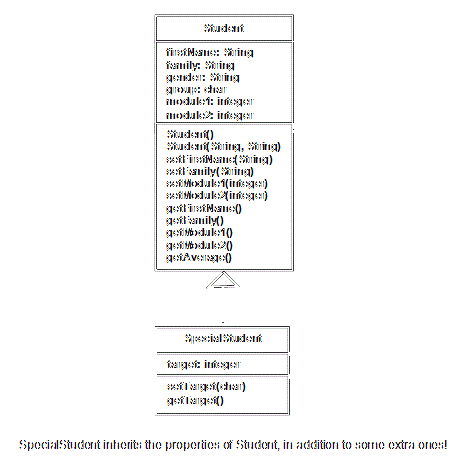 Student
firstName: String
family: String
gender: String
group: char
module1: integer
module2: integer
Student()
Student(String, String)
setFirstName(String)
setFamily(String)
setModule1(integer)
setModule2(integer)
getFirstName()
getFamily()
getModule1()
getModule2()
getAverage()
SpecialStudent
target: integer
setTarget(char)
getTarget()
SpecialStudent inherits the properties of Student, in addition to some extra ones!